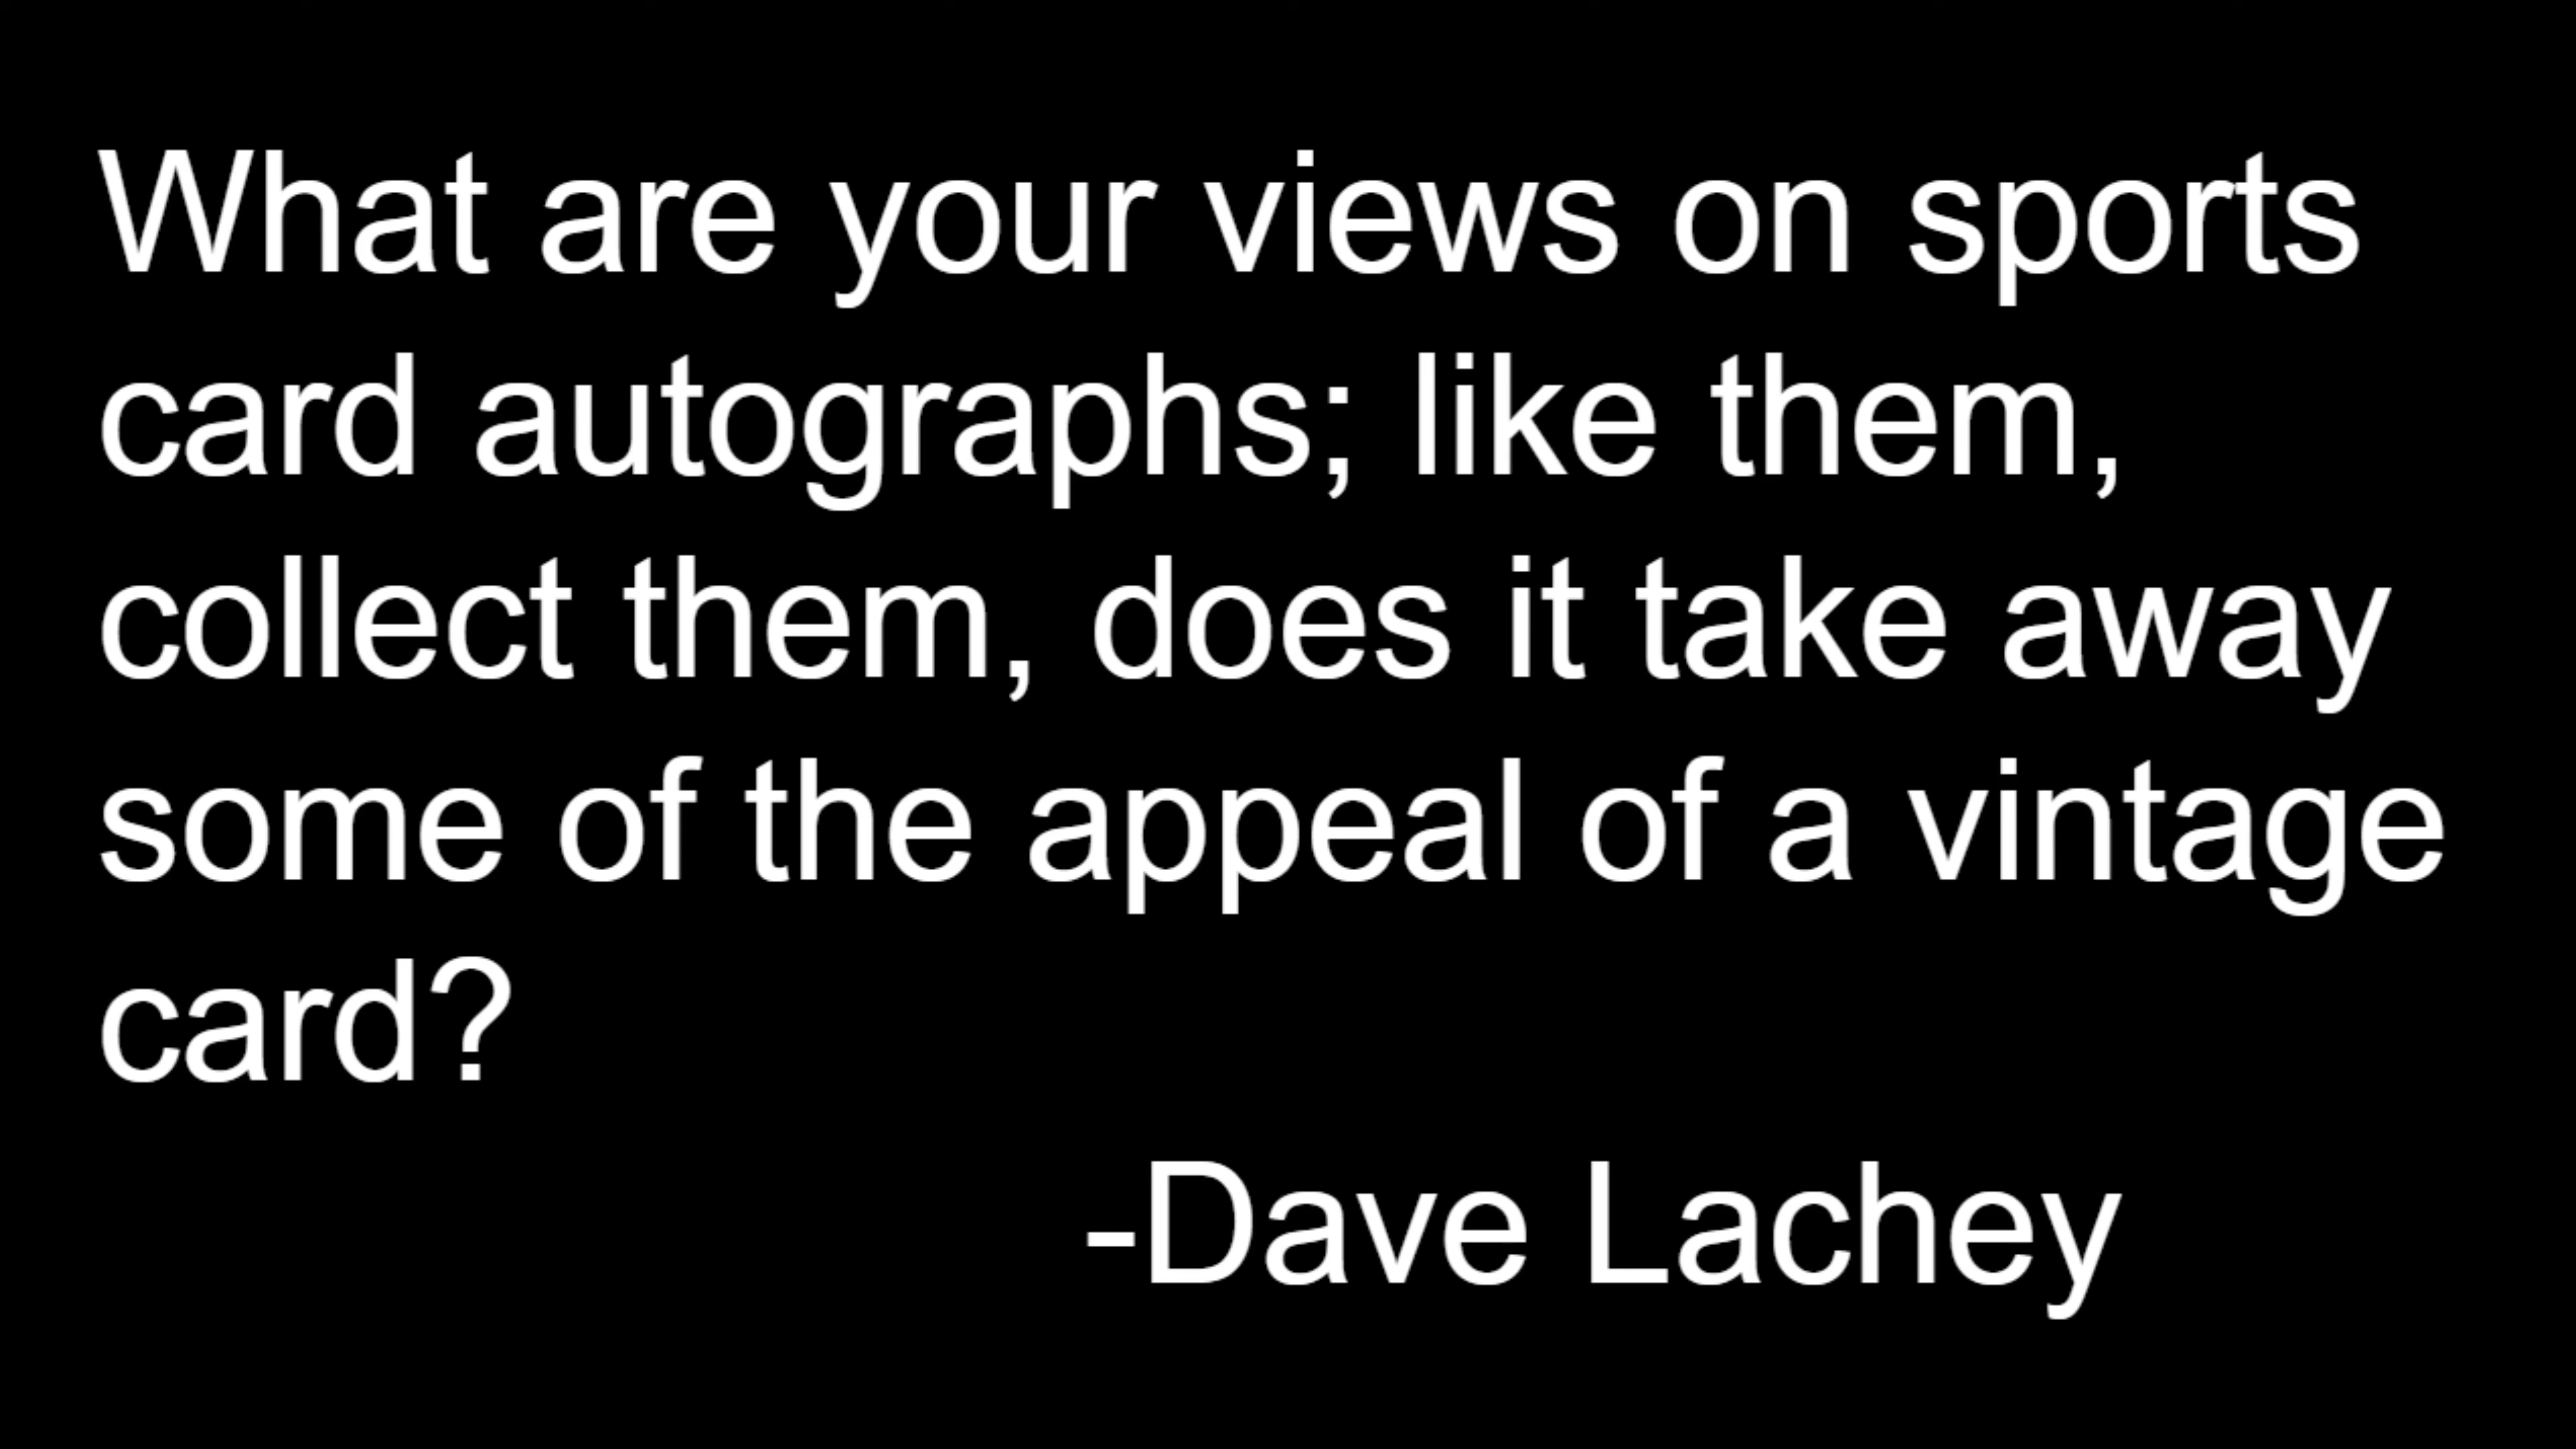 What are your views on sports
card autographs; like them,
collect them, does it take away
some of the appeal of a vintage
card?
-Dave Lachey